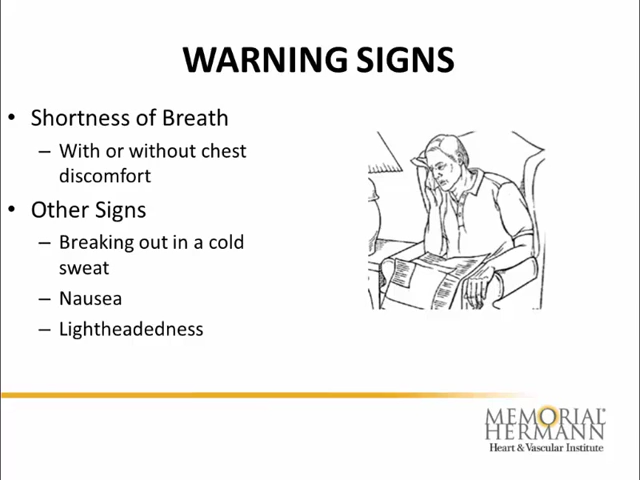 WARNING SIGNS
• Shortness of Breath
– With or without chest
discomfort
• Other Signs
– Breaking out in a cold
sweat
– Nausea
– Lightheadedness
MEMORIAL®
HERMANN
Heart & Vascular Institute